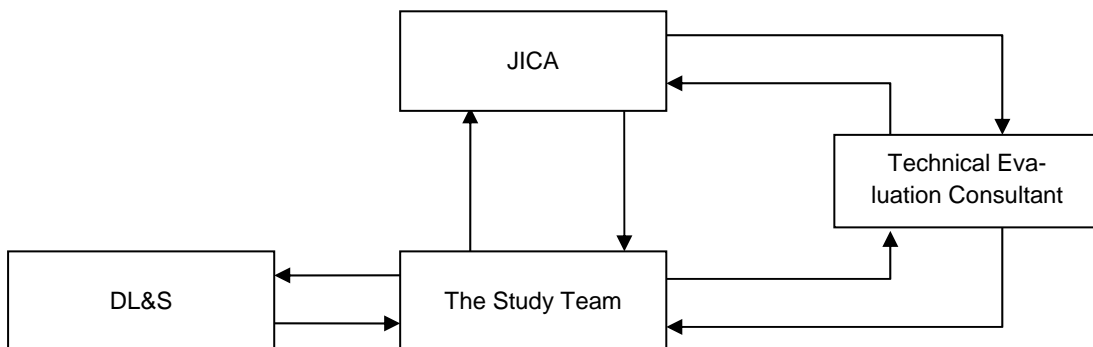 JICA
Technical Eva-
luation Consultant
DL&S
The Study Team